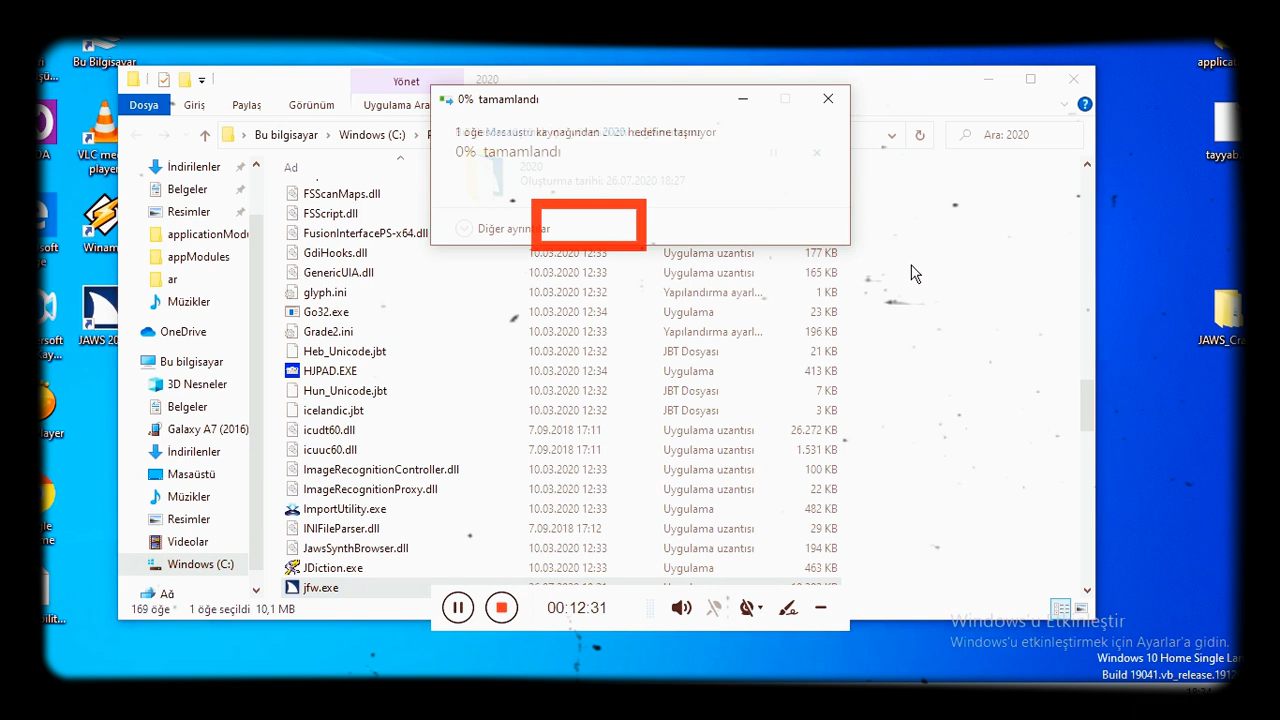 Bu Bilgisayar
2020
Yönet
Dosya
Giriş
Paylaş
Görünüm
Uygulama Ara
Bu bilgisayar
Windows (C:)
Ara: 2020
0% tamamlandı
1 öğe Masaüstü kaynağından 2020 hedefine taşınıyor
0% tamamlandı
2020
Oluşturma tarihi: 26.07.2020 18:27
Diğer ayrıntılar
İndirilenler
Belgeler
Resimler
applicationModu
appModules
ar
Müzikler
OneDrive
Bu bilgisayar
3D Nesneler
Belgeler
Galaxy A7 (2016)
İndirilenler
Masaüstü
Müzikler
Resimler
Videolar
Windows (C:)
Ağ
Ad
FSScanMaps.dll
FSScript.dll
FusionInterfacePS-x64.dll
GdiHooks.dll 10.03.2020 12:33 Uygulama uzantısı 177 KB
GenericUIA.dll 10.03.2020 12:33 Uygulama uzantısı 165 KB
glyph.ini 10.03.2020 12:32 Yapılandırma ayarl... 1 KB
Go32.exe 10.03.2020 12:34 Uygulama 23 KB
Grade2.ini 10.03.2020 12:33 Yapılandırma ayarl... 196 KB
Heb_Unicode.jbt 10.03.2020 12:32 JBT Dosyası 21 KB
HJPAD.EXE 10.03.2020 12:34 Uygulama 413 KB
Hun_Unicode.jbt 10.03.2020 12:32 JBT Dosyası 7 KB
icelandic.jbt 10.03.2020 12:32 JBT Dosyası 3 KB
icudt60.dll 7.09.2018 17:11 Uygulama uzantısı 26.272 KB
icuuc60.dll 7.09.2018 17:11 Uygulama uzantısı 1.531 KB
ImageRecognitionController.dll 10.03.2020 12:33 Uygulama uzantısı 100 KB
ImageRecognitionProxy.dll 10.03.2020 12:33 Uygulama uzantısı 22 KB
ImportUtility.exe 10.03.2020 12:33 Uygulama 482 KB
INIFileParser.dll 7.09.2018 17:12 Uygulama uzantısı 29 KB
JawsSynthBrowser.dll 10.03.2020 12:33 Uygulama uzantısı 194 KB
JDiction.exe 10.03.2020 12:33 Uygulama 463 KB
jfw.exe
169 öğe
1 öğe seçildi 10,1 MB
00:12:31
VLC me
player
Winam
JAWS 20
applicat
tayyab.
JAWS_Cra
Windows'u Etkinleştir
Windows'u etkinleştirmek için Ayarlar'a gidin.
Windows 10 Home Single La
Build 19041.vb_release.191